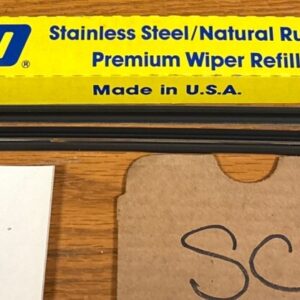 Stainless Steel/Natural Ru
®
Premium Wiper Refill
Made in U.S.A.
SC